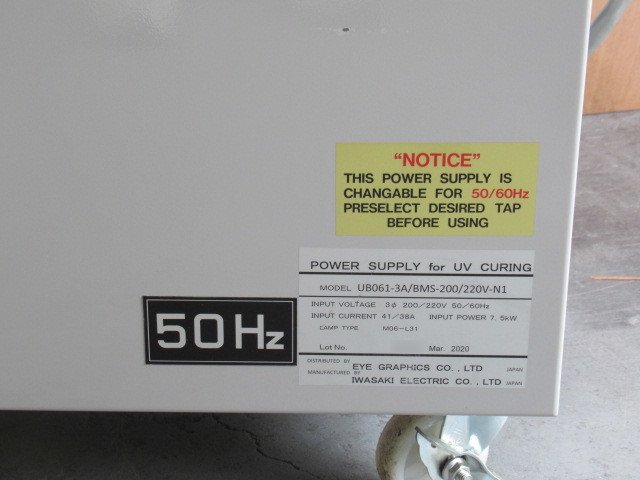 “NOTICE”
THIS POWER SUPPLY IS
CHANGABLE FOR 50/60Hz
PRESELECT DESIRED TAP
BEFORE USING
POWER SUPPLY for UV CURING
MODEL UB061-3A/BMS-200/220V-N1
INPUT VOLTAGE 3ϕ 200/220V 50/60Hz
INPUT CURRENT 41/38A INPUT POWER 7.5kW
LAMP TYPE M06-L31
Lot No. Mar. 2020
DISTRIBUTED BY EYE GRAPHICS CO., LTD JAPAN
MANUFACTURED BY IWASAKI ELECTRIC CO., LTD JAPAN
50Hz